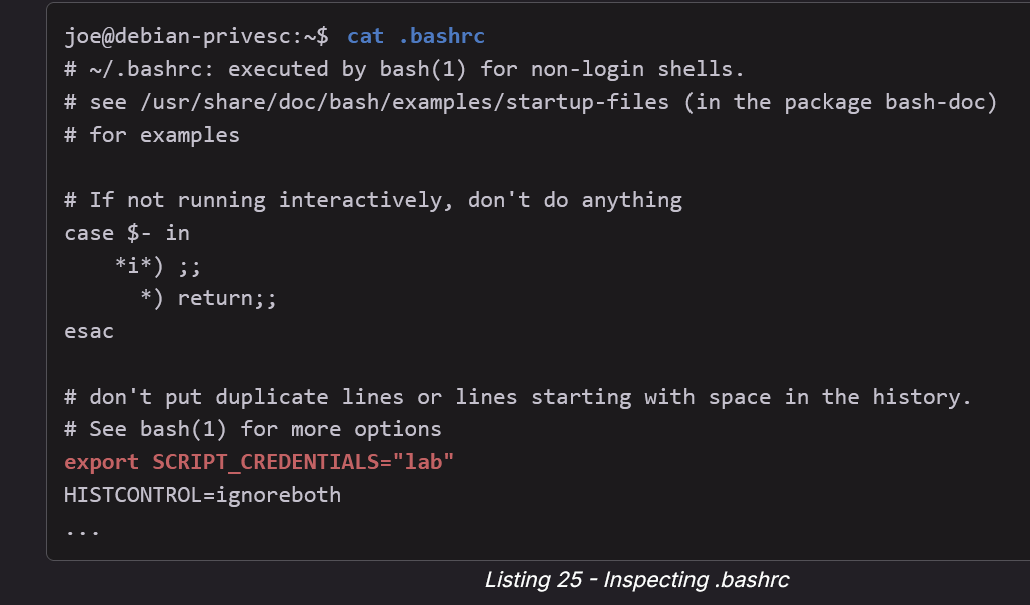 joe@debian-privesc:~$ cat .bashrc
# ~/.bashrc: executed by bash(1) for non-login shells.
# see /usr/share/doc/bash/examples/startup-files (in the package bash-doc)
# for examples

# If not running interactively, don't do anything
case $- in
    *i*) ;;
      *) return;;
esac

# don't put duplicate lines or lines starting with space in the history.
# See bash(1) for more options
export SCRIPT_CREDENTIALS="lab"
HISTCONTROL=ignoreboth
...
Listing 25 - Inspecting .bashrc